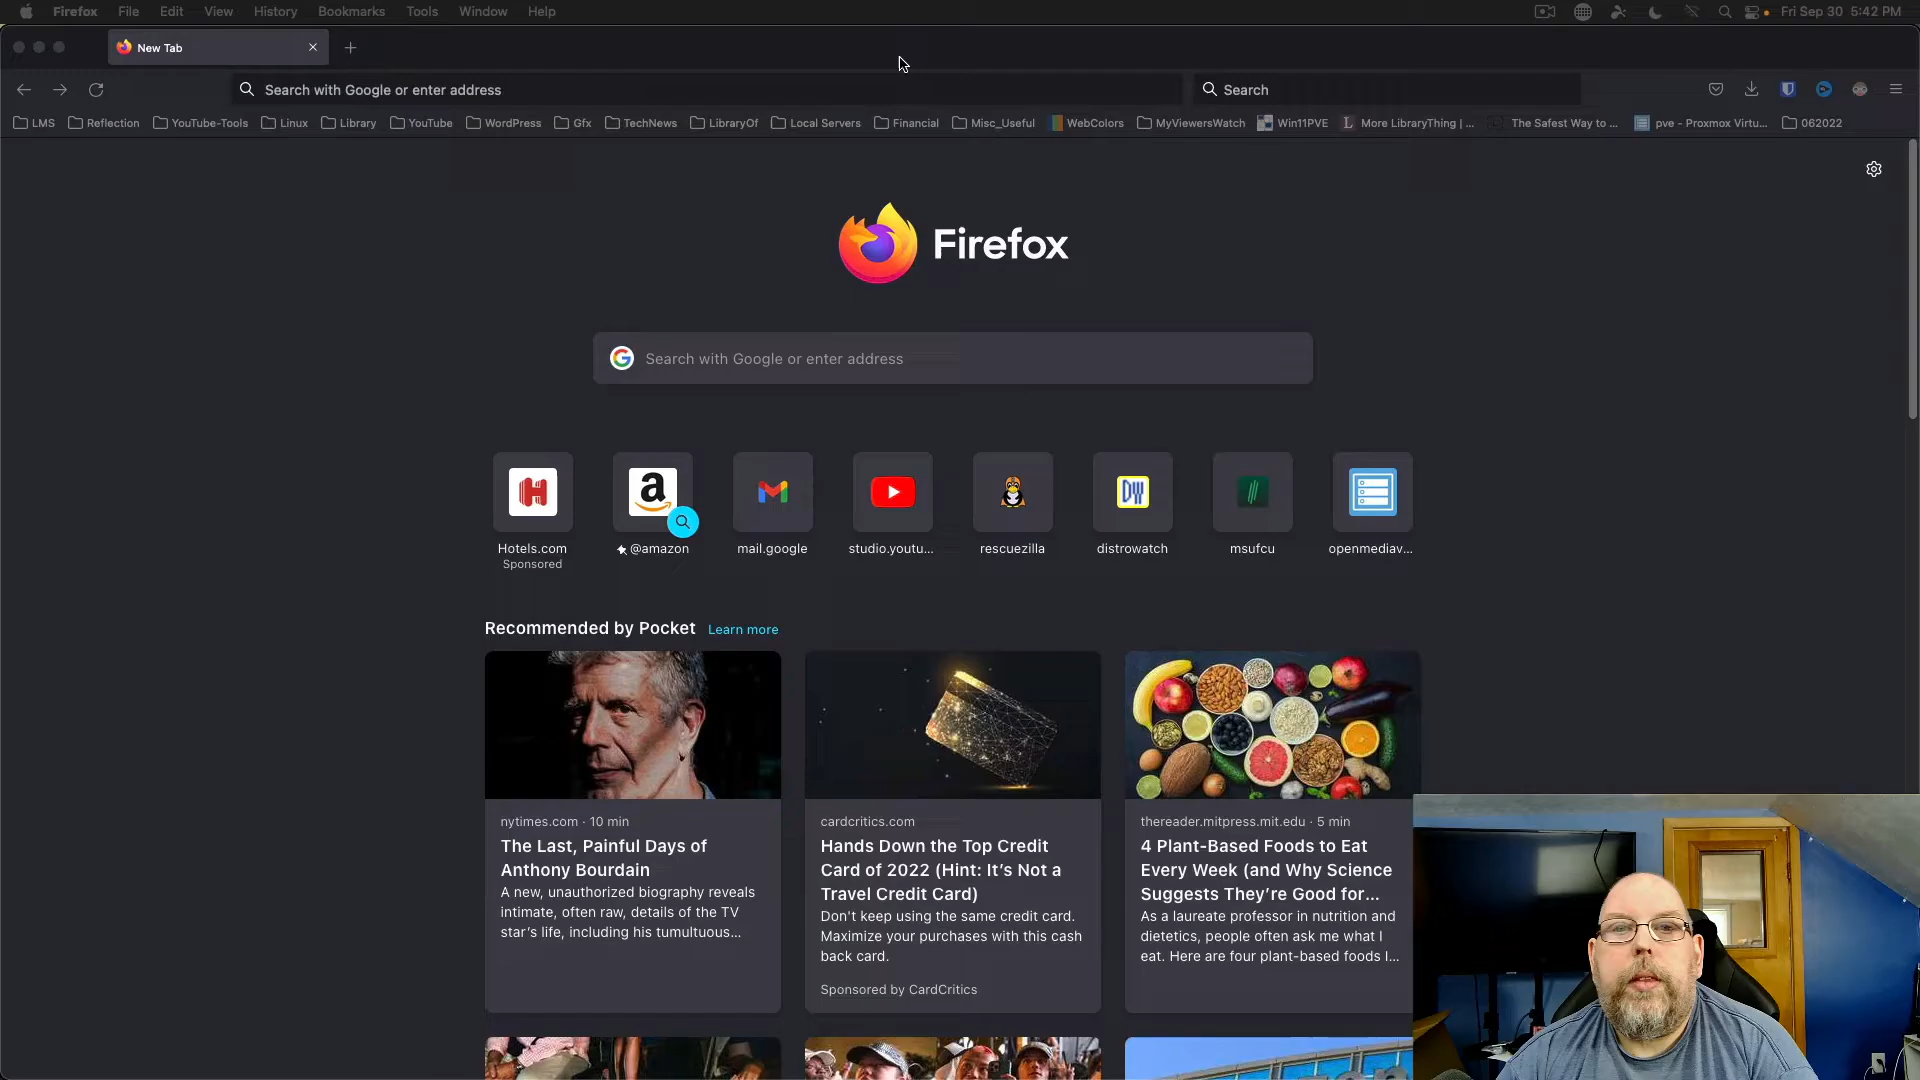 Firefox File Edit View History Bookmarks Tools Window Help Fri Sep 30 5:42 PM
New Tab
Search with Google or enter address Search
LMS Reflection YouTube-Tools Linux Library YouTube WordPress Gfx TechNews LibraryOf Local Servers Financial Misc_Useful WebColors MyViewersWatch Win11PVE L More LibraryThing | ... The Safest Way to ... pve - Proxmox Virtu... 062022
Firefox
Search with Google or enter address
Hotels.com @amazon mail.google studio.youtu... rescuezilla distrowatch msufcu openmediav...
Sponsored
Recommended by Pocket Learn more
nytimes.com · 10 min
The Last, Painful Days of
Anthony Bourdain
A new, unauthorized biography reveals
intimate, often raw, details of the TV
star’s life, including his tumultuous...
cardcritics.com
Hands Down the Top Credit
Card of 2022 (Hint: It’s Not a
Travel Credit Card)
Don't keep using the same credit card.
Maximize your purchases with this cash
back card.
Sponsored by CardCritics
thereader.mitpress.mit.edu · 5 min
4 Plant-Based Foods to Eat
Every Week (and Why Science
Suggests They’re Good for...
As a laureate professor in nutrition and
dietetics, people often ask me what I
eat. Here are four plant-based foods I...